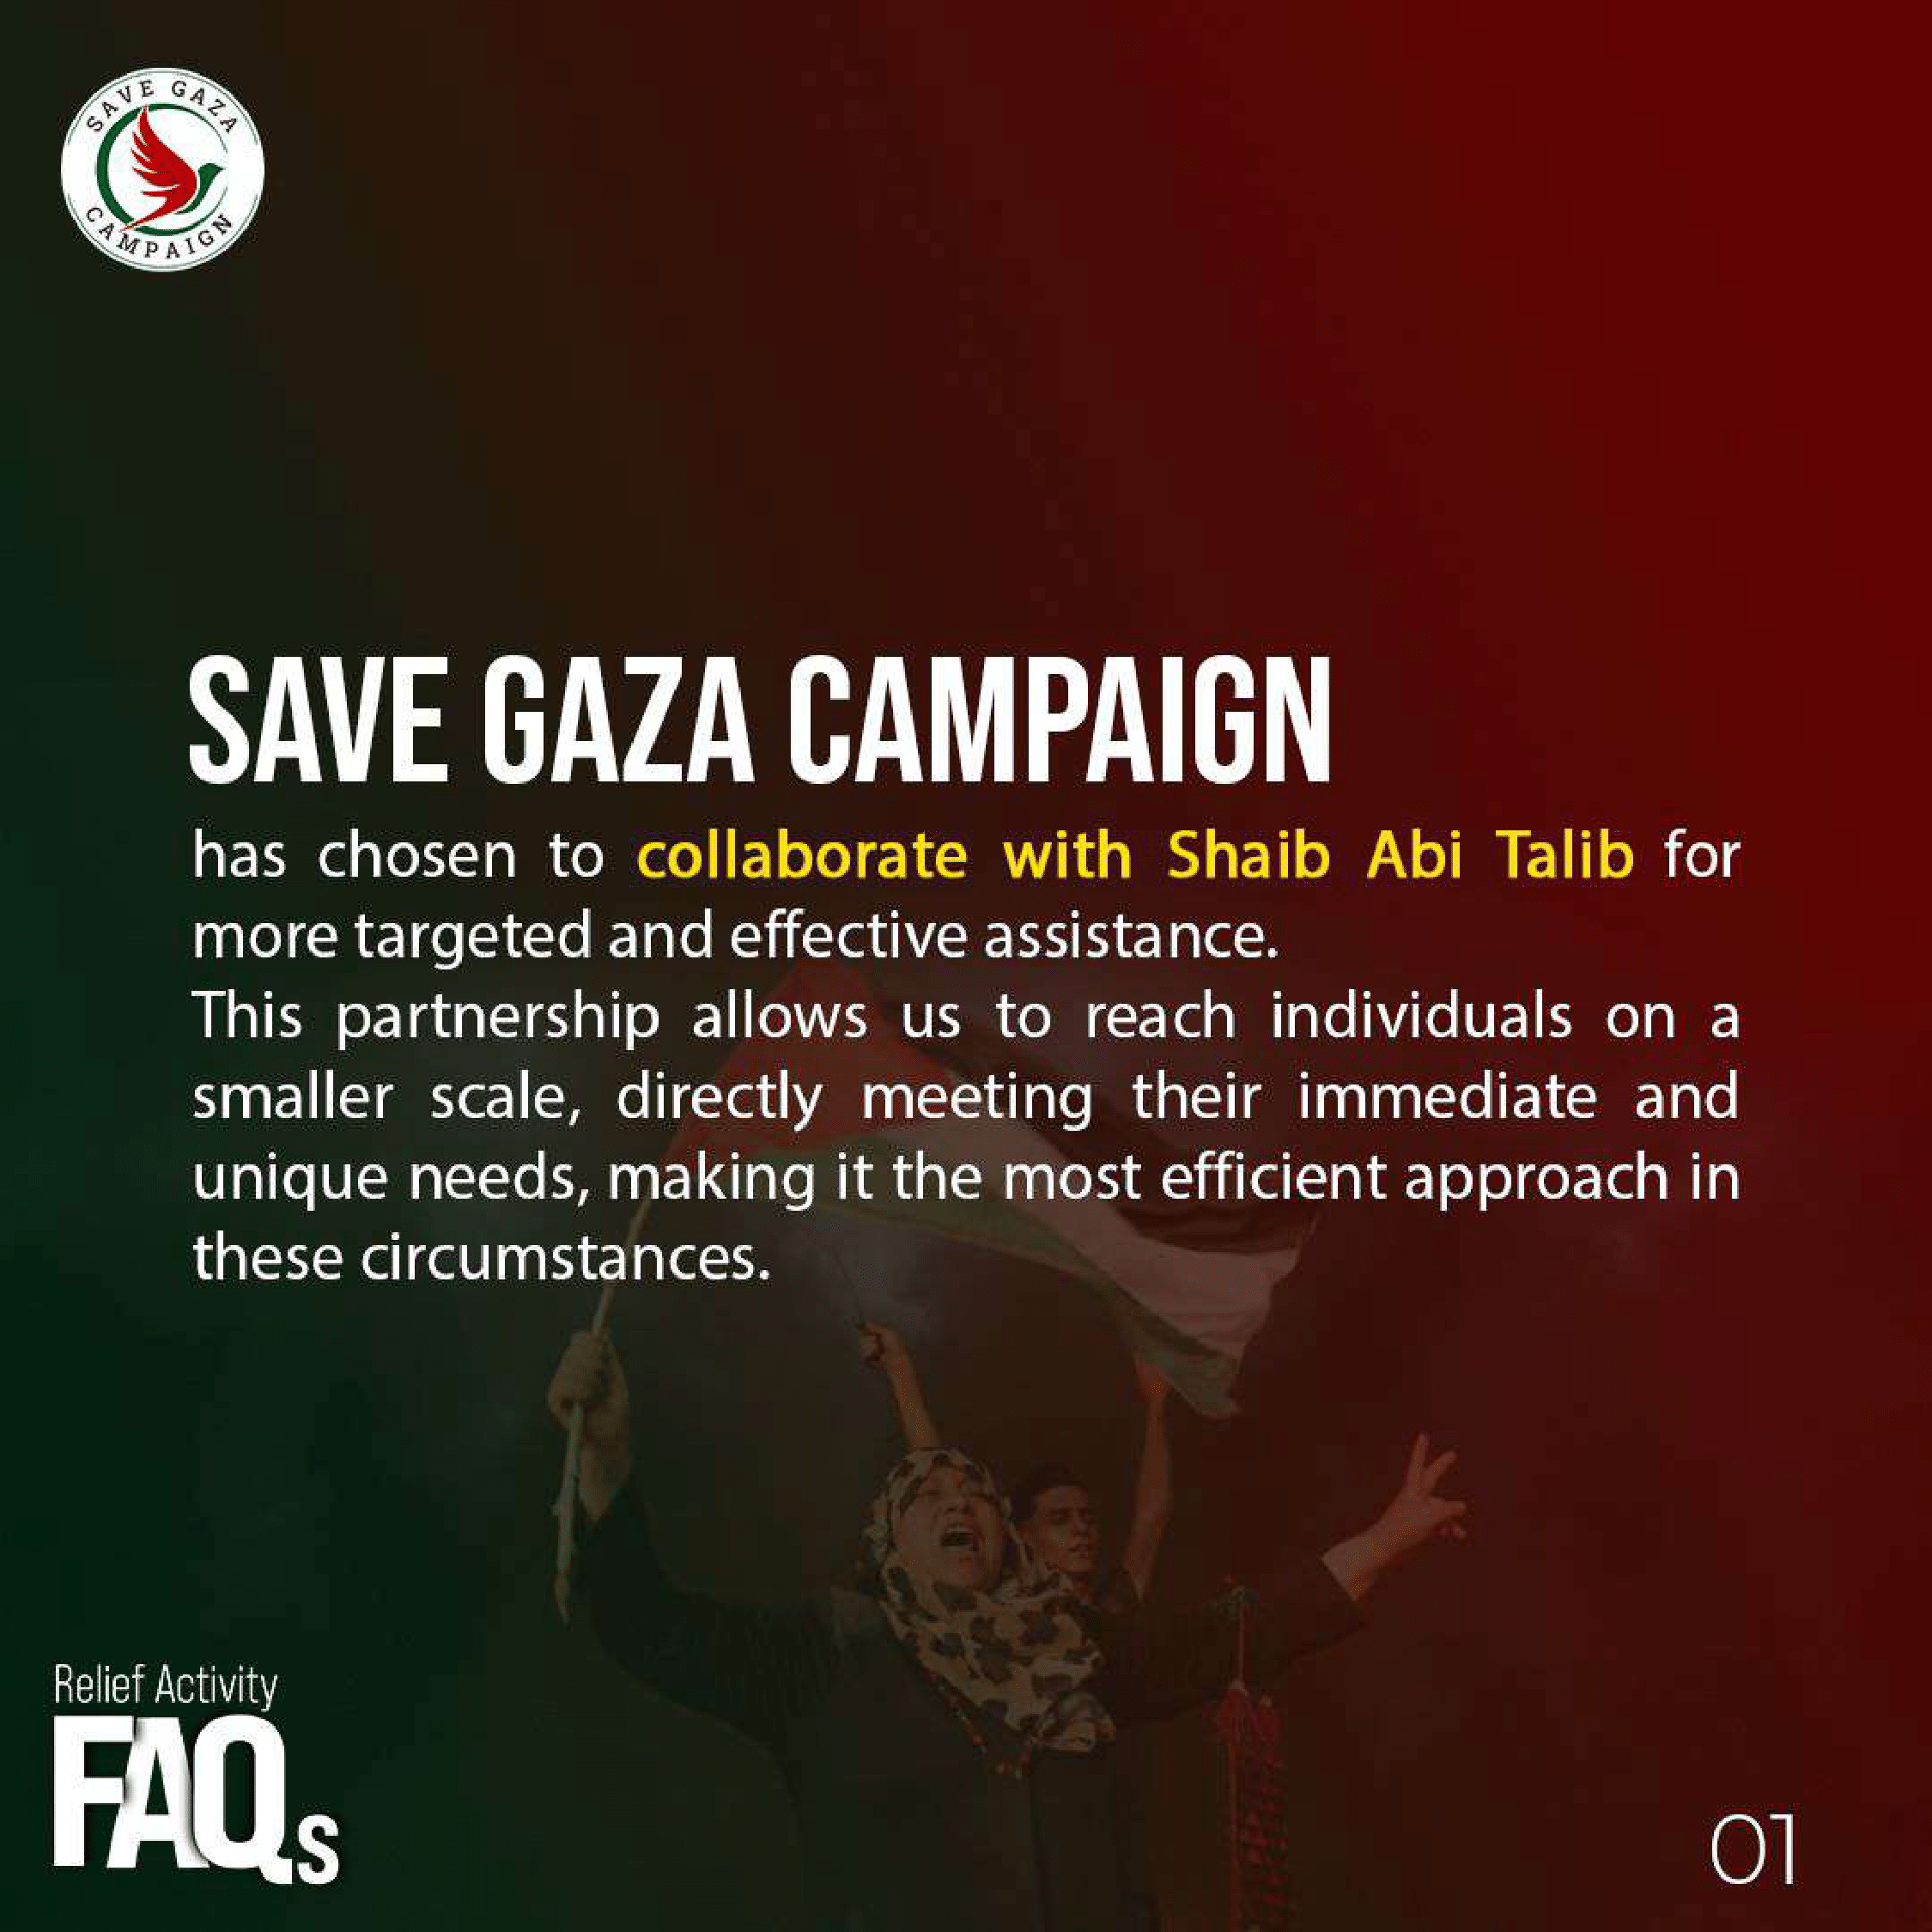 SAVE GAZA
CAMPAIGN
SAVE GAZA CAMPAIGN
has chosen to collaborate with Shaib Abi Talib for
more targeted and effective assistance.
This partnership allows us to reach individuals on a
smaller scale, directly meeting their immediate and
unique needs, making it the most efficient approach in
these circumstances.
Relief Activity
FAQs
01